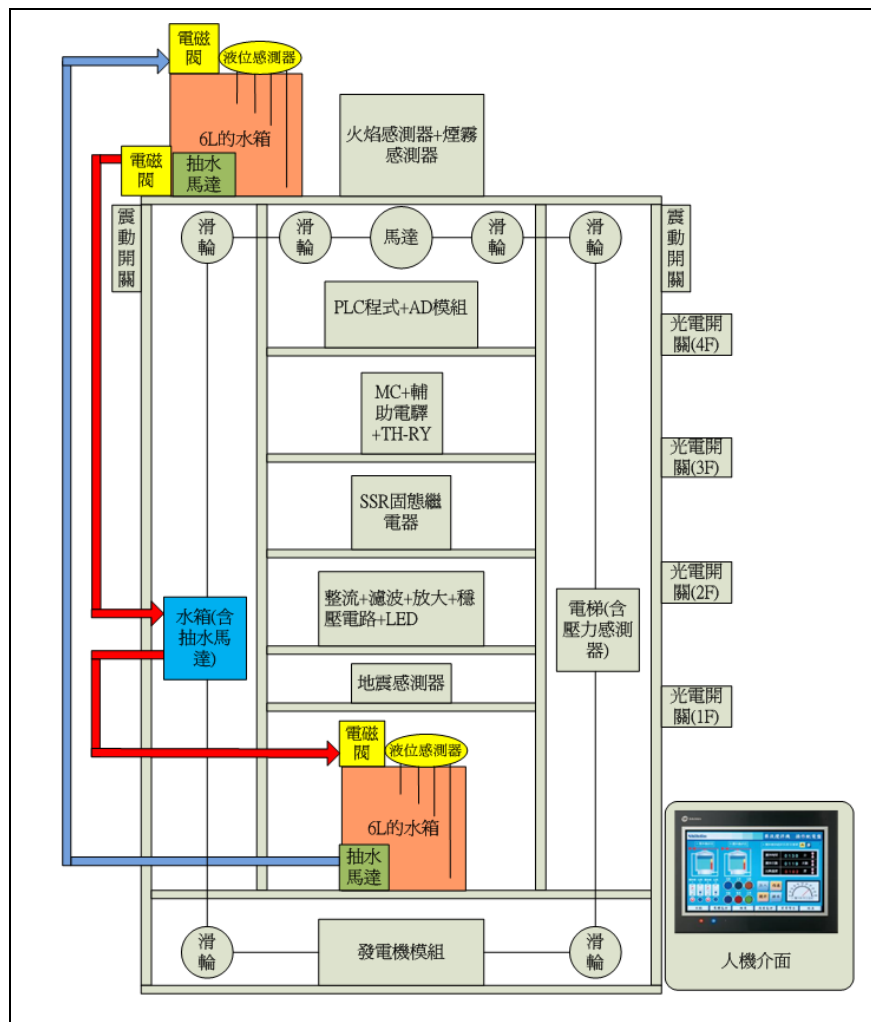 電磁
閥
液位感測器
6L的水箱
電磁
閥
抽水
馬達
火焰感測器+煙霧
感測器
震
動
開
關
滑
輪
滑
輪
馬達
滑
輪
滑
輪
震
動
開
關
PLC程式+AD模組
光電開
關(4F)
MC+輔
助電驛
+TH-RY
光電開
關(3F)
SSR固態繼
電器
光電開
關(2F)
水箱(含
抽水馬
達)
整流+濾波+放大+穩
壓電路+LED
電梯(含
壓力感測
器)
地震感測器
光電開
關(1F)
電磁
閥
液位感測器
6L的水箱
抽水
馬達
滑
輪
發電機模組
滑
輪
人機介面